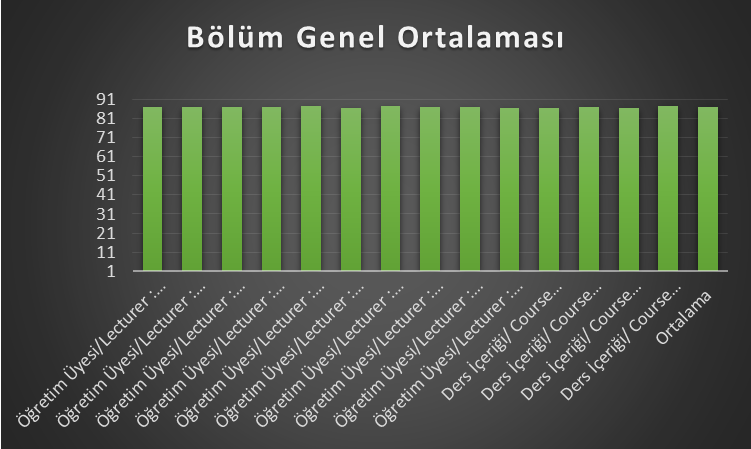 Bölüm Genel Ortalaması
91
81
71
61
51
41
31
21
11
1
Öğretim Üyesi/Lecturer :...
Öğretim Üyesi/Lecturer :...
Öğretim Üyesi/Lecturer :...
Öğretim Üyesi/Lecturer :...
Öğretim Üyesi/Lecturer :...
Öğretim Üyesi/Lecturer :...
Öğretim Üyesi/Lecturer :...
Öğretim Üyesi/Lecturer :...
Öğretim Üyesi/Lecturer :...
Öğretim Üyesi/Lecturer :...
Ders İçeriği/ Course...
Ders İçeriği/ Course...
Ders İçeriği/ Course...
Ders İçeriği/ Course...
Ortalama